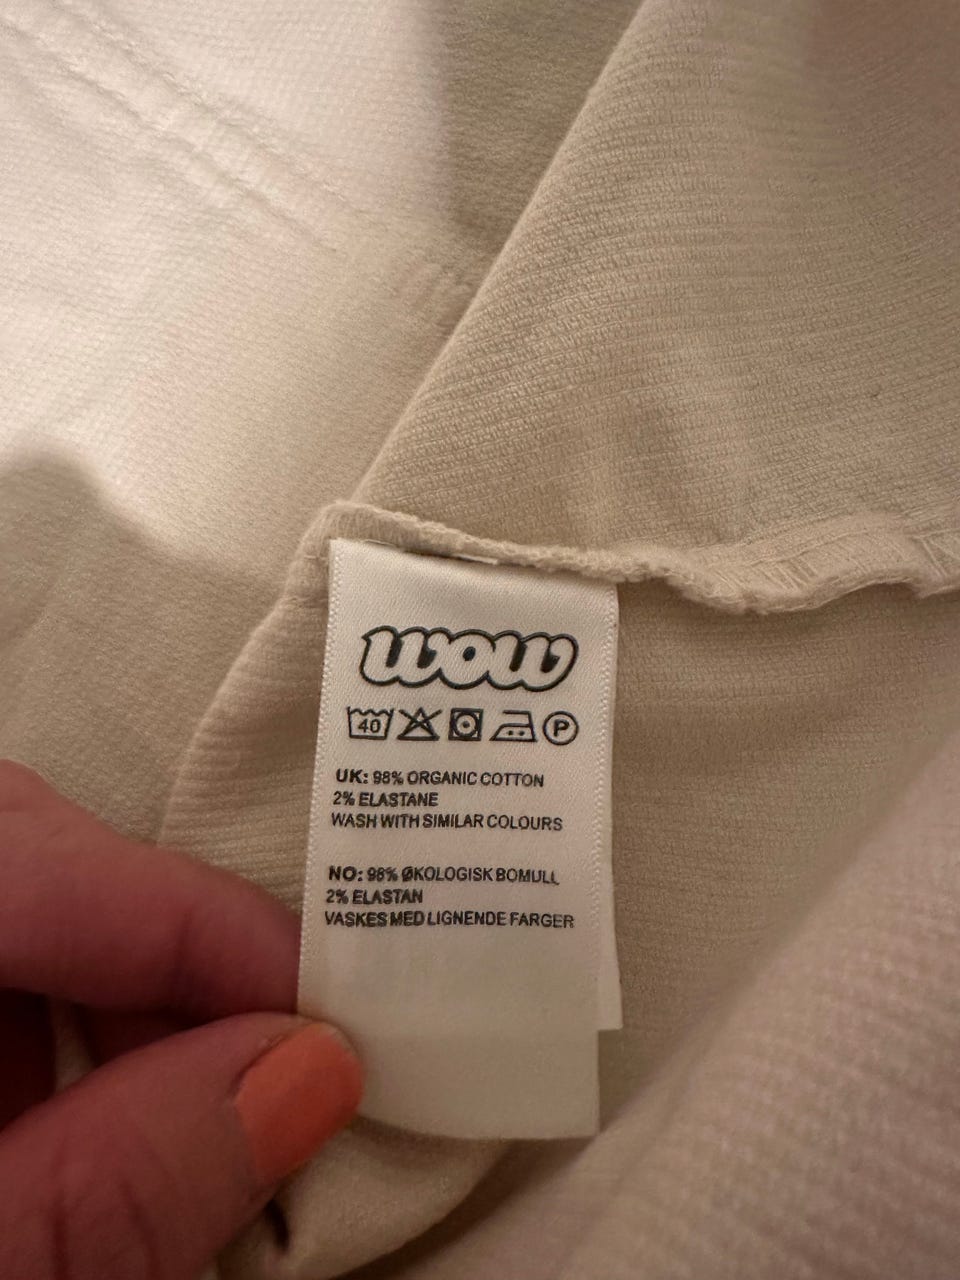 wow
40 P
UK: 98% ORGANIC COTTON
2% ELASTANE
WASH WITH SIMILAR COLOURS
NO: 98% ØKOLOGISK BOMULL
2% ELASTAN
VASKES MED LIGNENDE FARGER